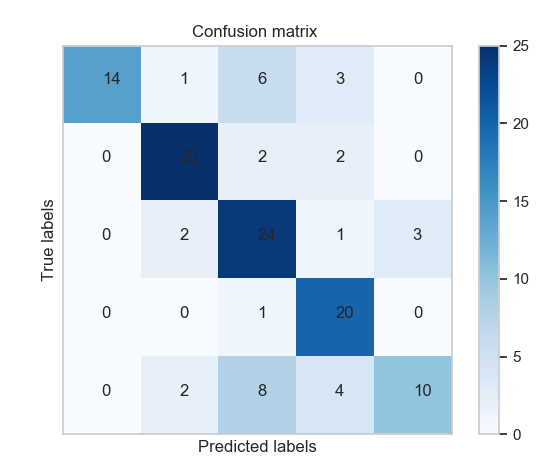 Confusion matrix
14 1 6 3 0
0 25 2 2 0
0 2 24 1 3
0 0 1 20 0
0 2 8 4 10
True labels
Predicted labels
25
20
15
10
5
0